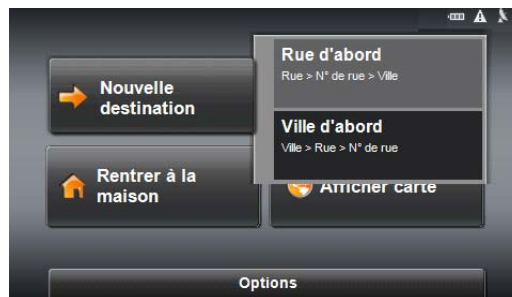 Rue d'abord
Rue > N° de rue > Ville
Nouvelle
destination
Ville d'abord
Ville > Rue > N° de rue
Rentrer à la
maison
Afficher carte
Options